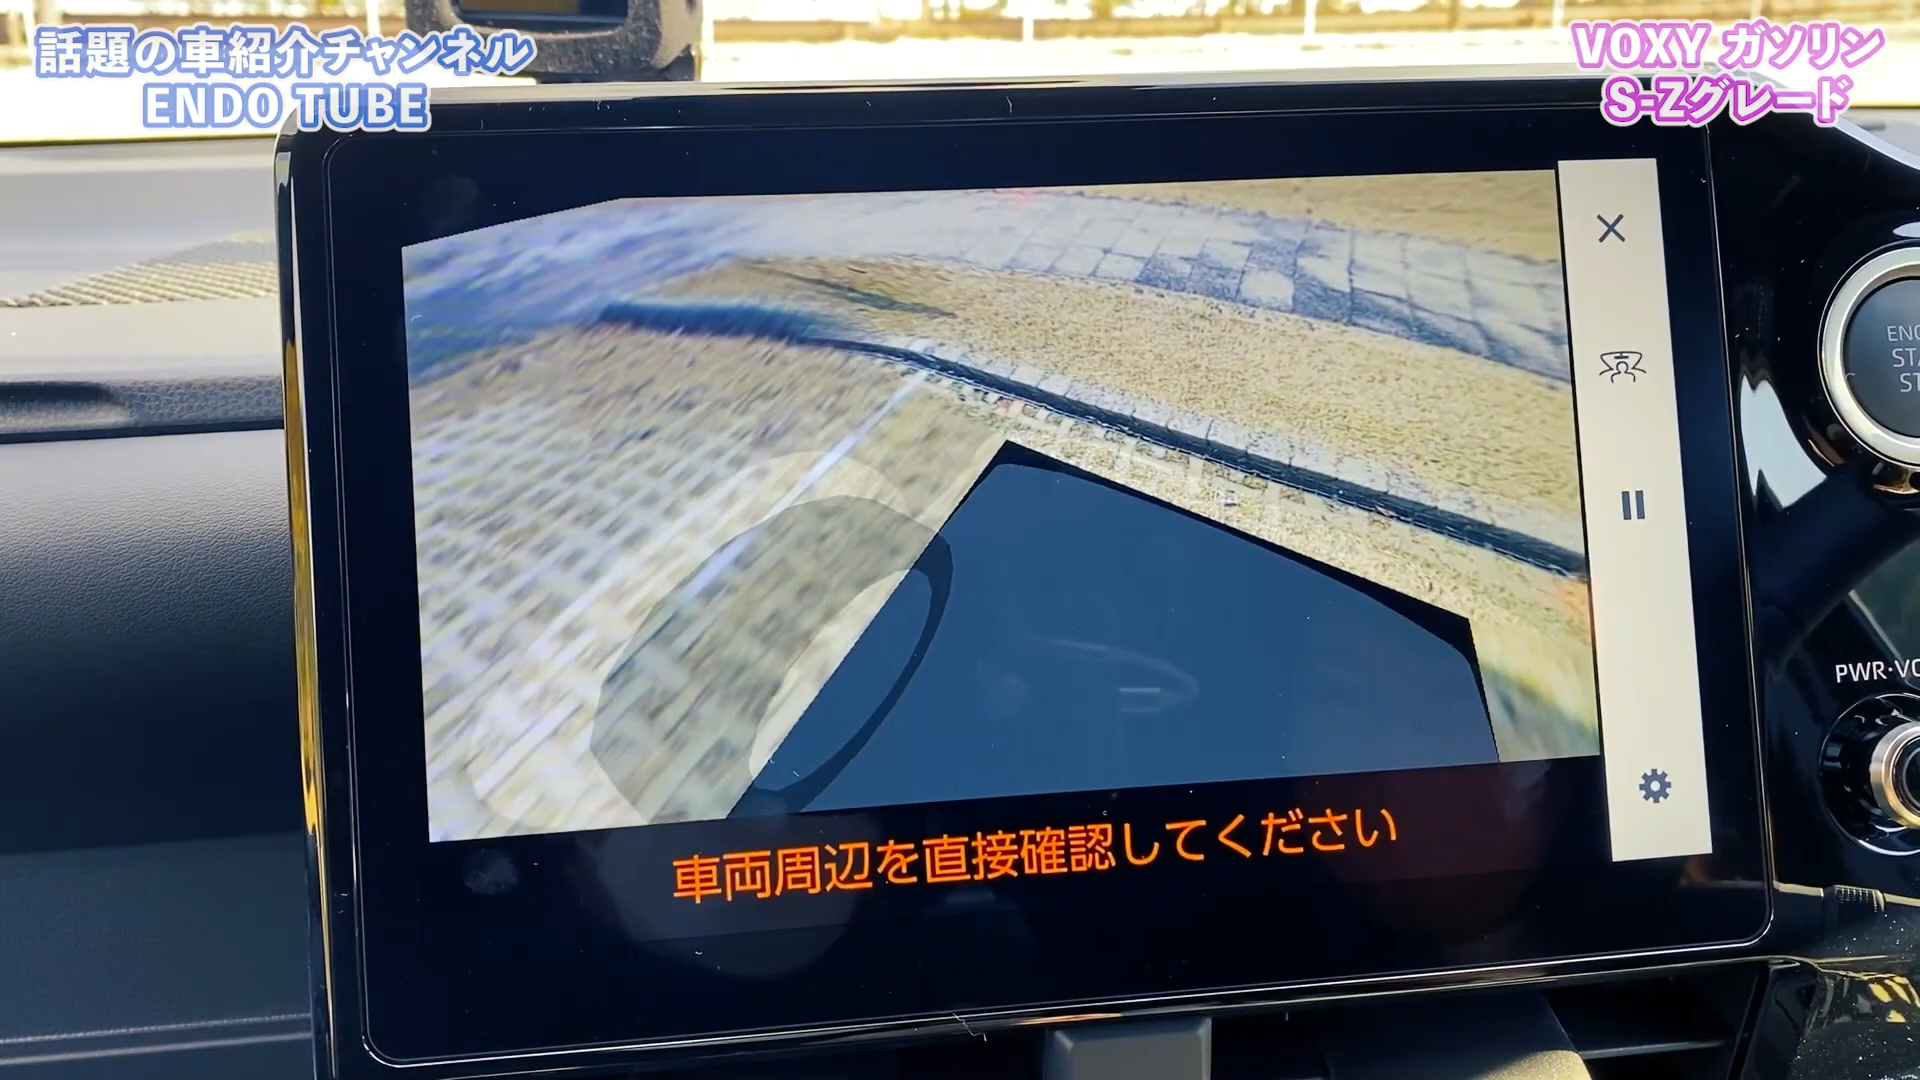 話題の車紹介チャンネル
ENDO TUBE
VOXY ガソリン
S-Zグレード
車両周辺を直接確認してください
PWR・VO